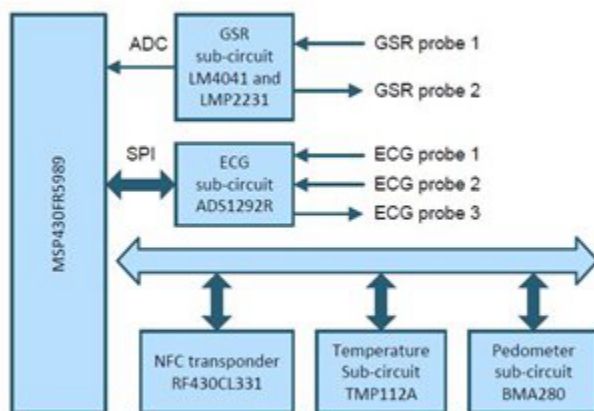 MSP430FR5989
ADC
GSR
sub-circuit
LM4041 and
LMP2231
GSR probe 1
GSR probe 2
SPI
ECG
sub-circuit
ADS1292R
ECG probe 1
ECG probe 2
ECG probe 3
NFC transponder
RF430CL331
Temperature
Sub-circuit
TMP112A
Pedometer
sub-circuit
BMA280